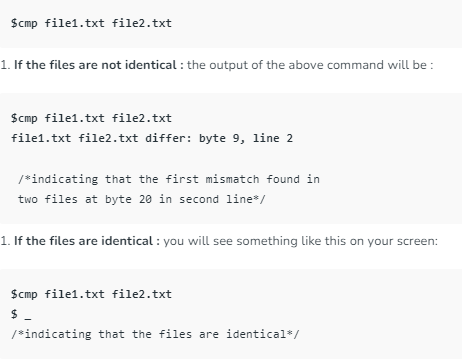 $cmp file1.txt file2.txt
1. If the files are not identical : the output of the above command will be :
$cmp file1.txt file2.txt
file1.txt file2.txt differ: byte 9, line 2
/*indicating that the first mismatch found in
two files at byte 20 in second line*/
1. If the files are identical : you will see something like this on your screen:
$cmp file1.txt file2.txt
$ _
/*indicating that the files are identical*/